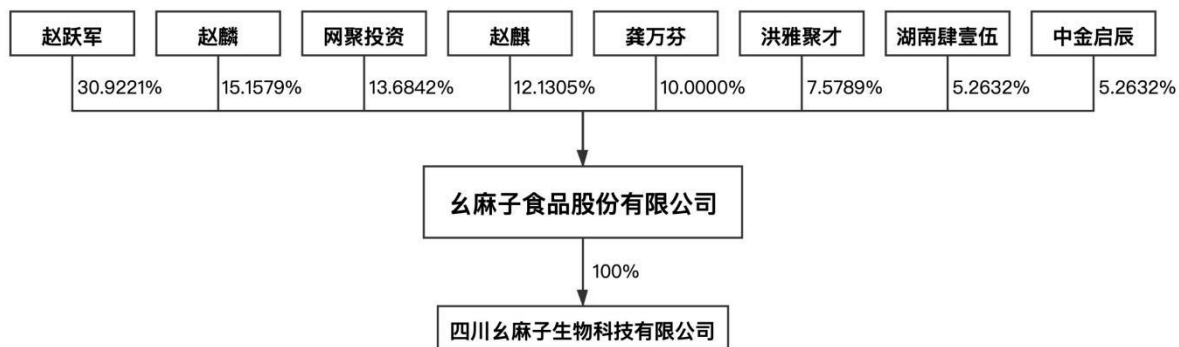 赵跃军 赵麟 网聚投资 赵麒 龚万芬 洪雅聚才 湖南肆壹伍 中金启辰
30.9221% 15.1579% 13.6842% 12.1305% 10.0000% 7.5789% 5.2632% 5.2632%
幺麻子食品股份有限公司
100%
四川幺麻子生物科技有限公司